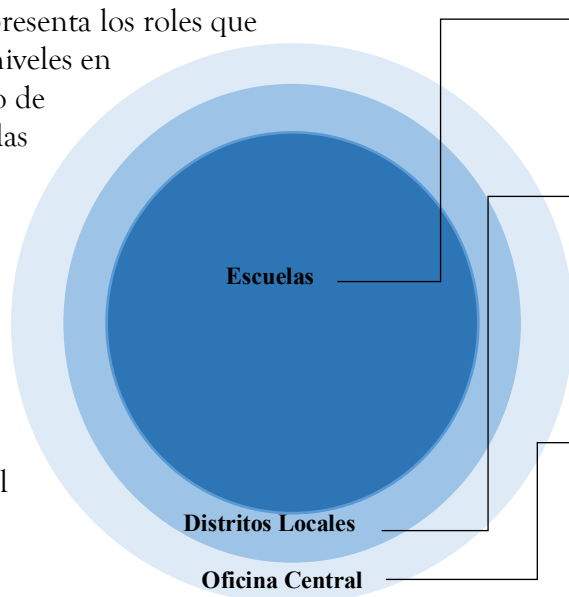 presenta los roles que
niveles en
o de
las
Escuelas
l
Distritos Locales
Oficina Central